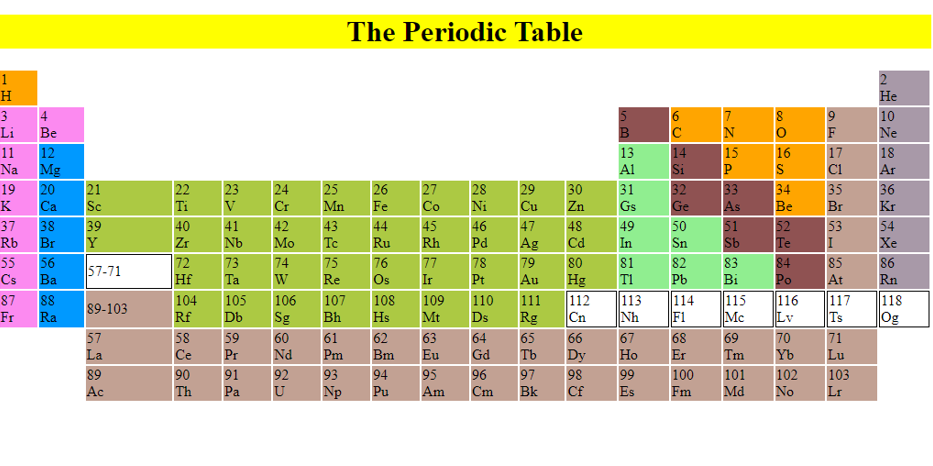 The Periodic Table
1 2
H He
3 4 5 6 7 8 9 10
Li Be B C N O F Ne
11 12 13 14 15 16 17 18
Na Mg Al Si P S Cl Ar
19 20 21 22 23 24 25 26 27 28 29 30 31 32 33 34 35 36
K Ca Sc Ti V Cr Mn Fe Co Ni Cu Zn Gs Ge As Be Br Kr
37 38 39 40 41 42 43 44 45 46 47 48 49 50 51 52 53 54
Rb Br Y Zr Nb Mo Tc Ru Rh Pd Ag Cd In Sn Sb Te I Xe
55 56 57-71 72 73 74 75 76 77 78 79 80 81 82 83 84 85 86
Cs Ba Hf Ta W Re Os Ir Pt Au Hg Tl Pb Bi Po At Rn
87 88 89-103 104 105 106 107 108 109 110 111 112 113 114 115 116 117 118
Fr Ra Rf Db Sg Bh Hs Mt Ds Rg Cn Nh Fl Mc Lv Ts Og
57 58 59 60 61 62 63 64 65 66 67 68 69 70 71
La Ce Pr Nd Pm Bm Eu Gd Tb Dy Ho Er Tm Yb Lu
89 90 91 92 93 94 95 96 97 98 99 100 101 102 103
Ac Th Pa U Np Pu Am Cm Bk Cf Es Fm Md No Lr